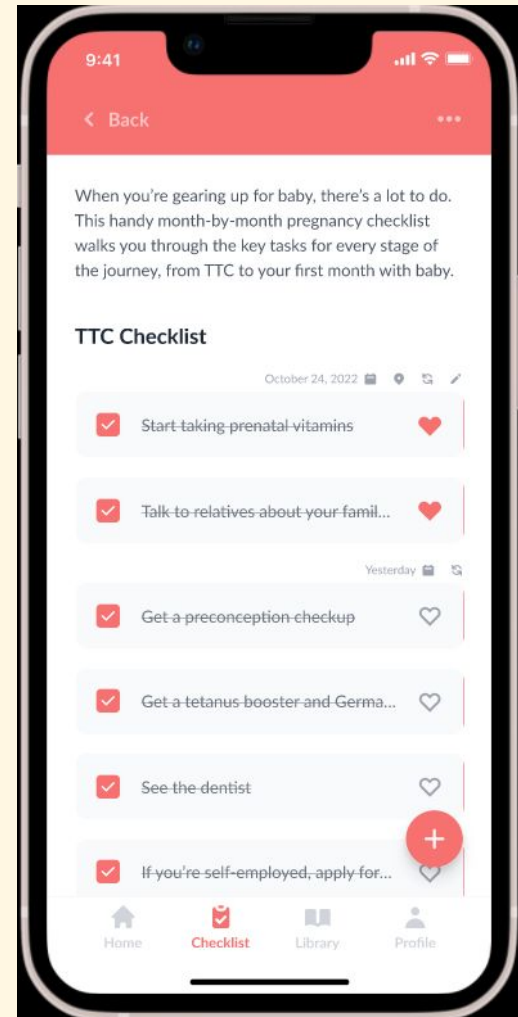 9:41
Back
When you're gearing up for baby, there's a lot to do.
This handy month-by-month pregnancy checklist
walks you through the key tasks for every stage of
the journey, from TTC to your first month with baby.
TTC Checklist
October 24, 2022
Start taking prenatal vitamins
Talk to relatives about your famil...
Yesterday
Get a preconception checkup
Get a tetanus booster and Germa...
See the dentist
If you're self-employed, apply for...
Home Checklist Library Profile